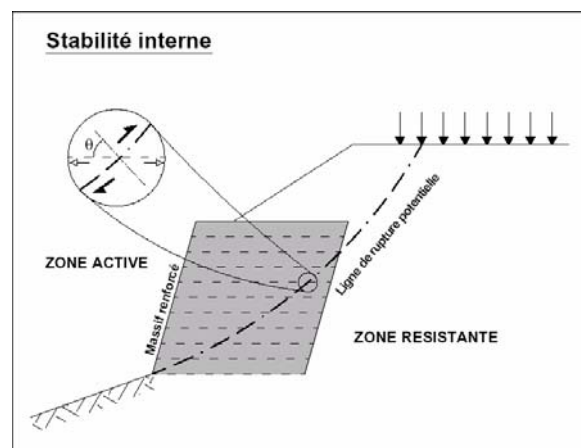 Stabilité interne
θ
ZONE ACTIVE
Massif renforcé
Ligne de rupture potentielle
ZONE RESISTANTE